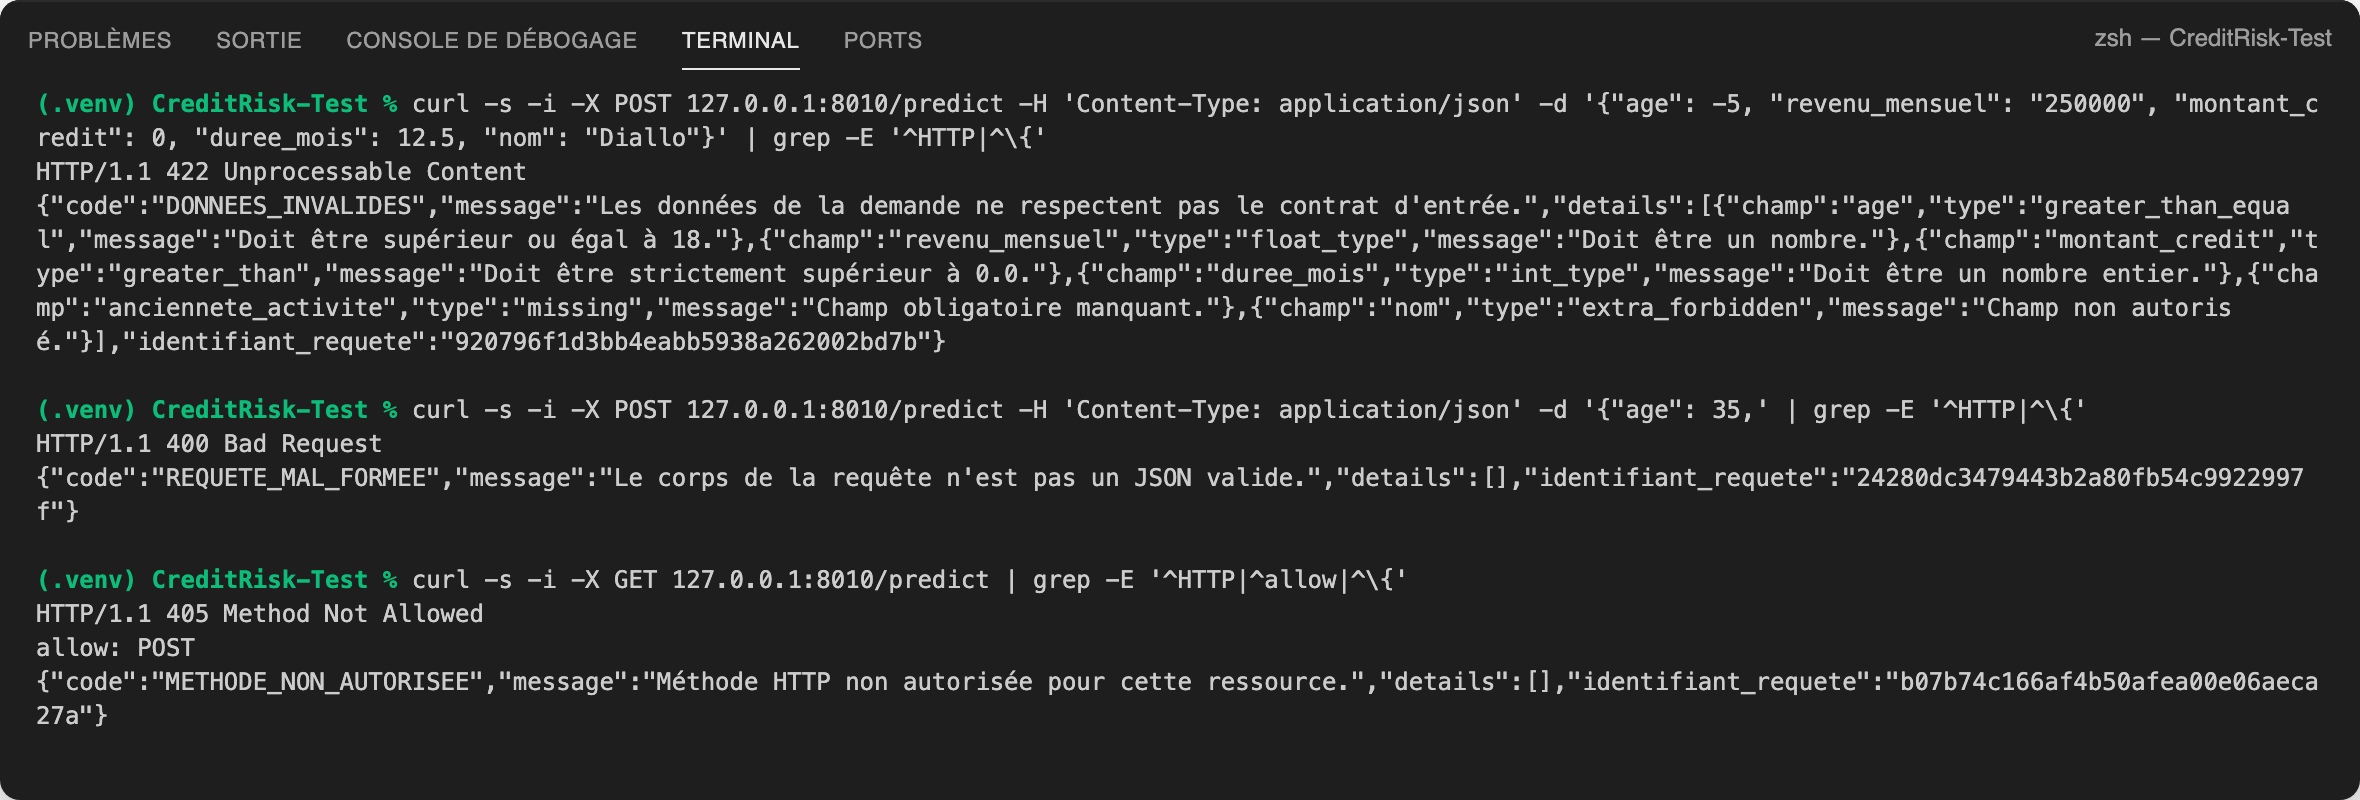 PROBLÈMES SORTIE CONSOLE DE DÉBOGAGE TERMINAL PORTS zsh — CreditRisk-Test
(.venv) CreditRisk-Test % curl -s -i -X POST 127.0.0.1:8010/predict -H 'Content-Type: application/json' -d '{"age": -5, "revenu_mensuel": "250000", "montant_c
redit": 0, "duree_mois": 12.5, "nom": "Diallo"}' | grep -E '^HTTP|^\{'
HTTP/1.1 422 Unprocessable Content
{"code":"DONNEES_INVALIDES","message":"Les données de la demande ne respectent pas le contrat d'entrée.","details":[{"champ":"age","type":"greater_than_equa
l","message":"Doit être supérieur ou égal à 18."},{"champ":"revenu_mensuel","type":"float_type","message":"Doit être un nombre."},{"champ":"montant_credit","t
ype":"greater_than","message":"Doit être strictement supérieur à 0.0."},{"champ":"duree_mois","type":"int_type","message":"Doit être un nombre entier."},{"cha
mp":"anciennete_activite","type":"missing","message":"Champ obligatoire manquant."},{"champ":"nom","type":"extra_forbidden","message":"Champ non autoris
é."}],"identifiant_requete":"920796f1d3bb4eabb5938a262002bd7b"}
(.venv) CreditRisk-Test % curl -s -i -X POST 127.0.0.1:8010/predict -H 'Content-Type: application/json' -d '{"age": 35,' | grep -E '^HTTP|^\{'
HTTP/1.1 400 Bad Request
{"code":"REQUETE_MAL_FORMEE","message":"Le corps de la requête n'est pas un JSON valide.","details":[],"identifiant_requete":"24280dc3479443b2a80fb54c9922997
f"}
(.venv) CreditRisk-Test % curl -s -i -X GET 127.0.0.1:8010/predict | grep -E '^HTTP|^allow|^\{'
HTTP/1.1 405 Method Not Allowed
allow: POST
{"code":"METHODE_NON_AUTORISEE","message":"Méthode HTTP non autorisée pour cette ressource.","details":[],"identifiant_requete":"b07b74c166af4b50afea00e06aeca
27a"}